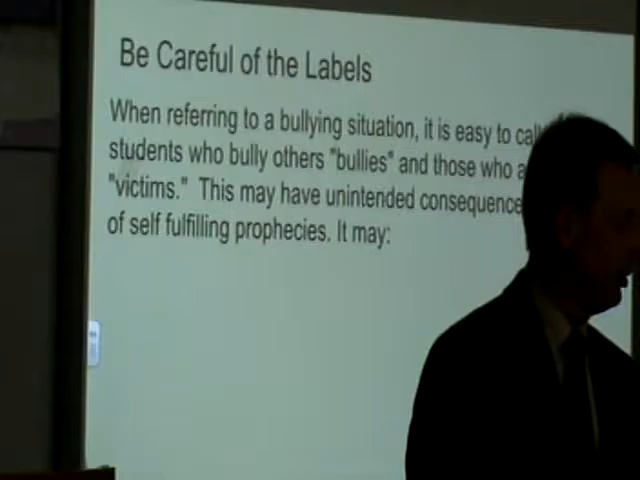 Be Careful of the Labels
When referring to a bullying situation, it is easy to call
students who bully others "bullies" and those who
"victims." This may have unintended consequence
of self fulfilling prophecies. It may: